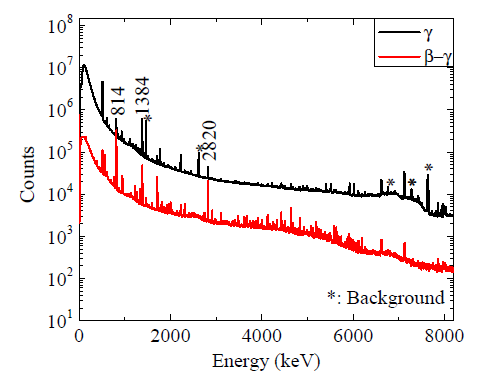 10^8
γ
β−γ
10^7
814
1384
*
10^6
*
2820
10^5
* * *
10^4
10^3
10^2
*: Background
10^1
0 2000 4000 6000 8000
Counts
Energy (keV)